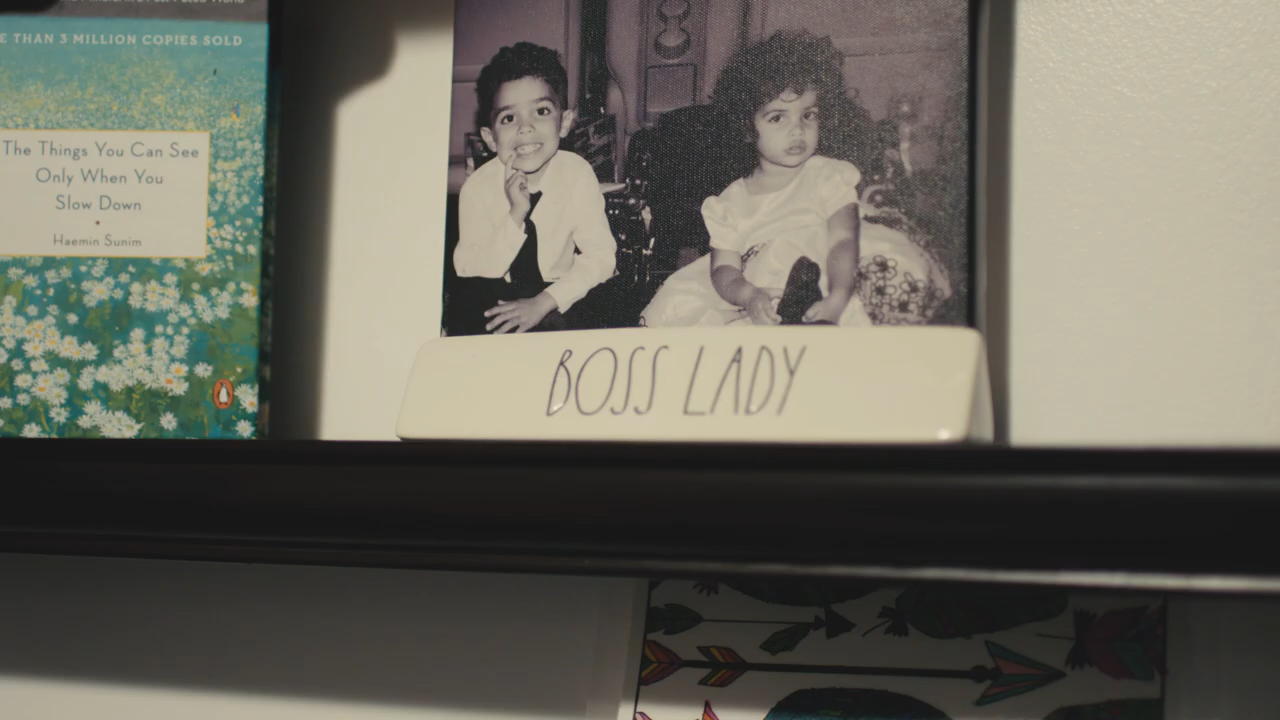 E THAN 3 MILLION COPIES SOLD
The Things You Can See
Only When You
Slow Down
Haemin Sunim
BOSS LADY